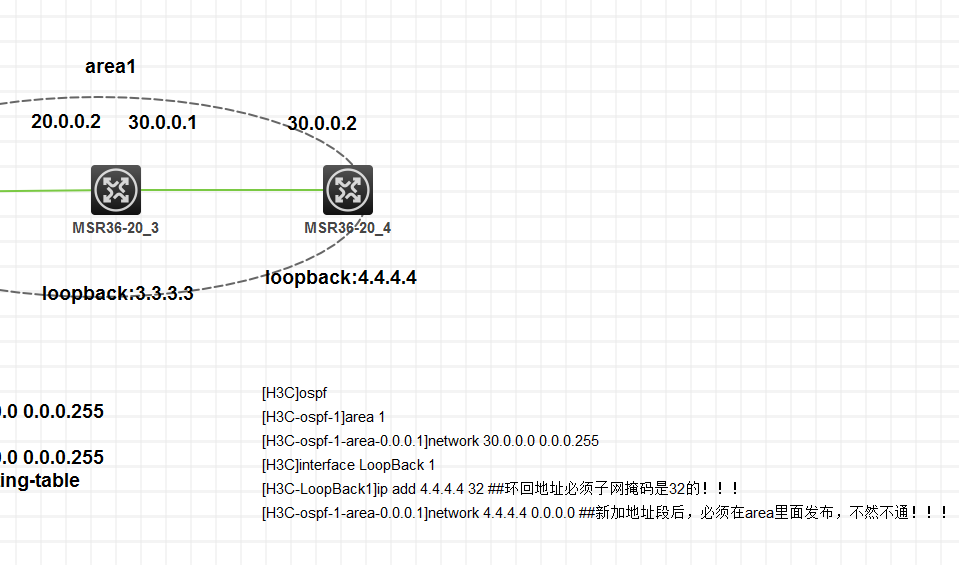 area1
20.0.0.2 30.0.0.1 30.0.0.2
MSR36-20_3 MSR36-20_4
loopback:4.4.4.4
loopback:3.3.3.3
[H3C]ospf
.0 0.0.0.255
[H3C-ospf-1]area 1
[H3C-ospf-1-area-0.0.0.1]network 30.0.0.0 0.0.0.255
.0 0.0.0.255
[H3C]interface LoopBack 1
ing-table
[H3C-LoopBack1]ip add 4.4.4.4 32 ##环回地址必须子网掩码是32的！！！
[H3C-ospf-1-area-0.0.0.1]network 4.4.4.4 0.0.0.0 ##新加地址段后，必须在area里面发布，不然不通！！！